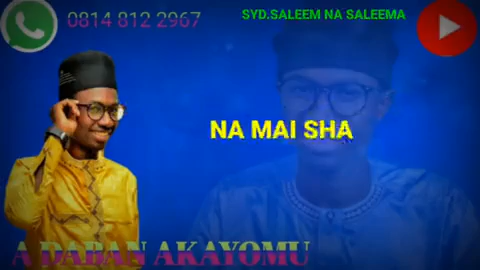 0814 812 2967
SYD.SALEEM NA SALEEMA
NA MAI SHA
A DARAN AKAYOMU